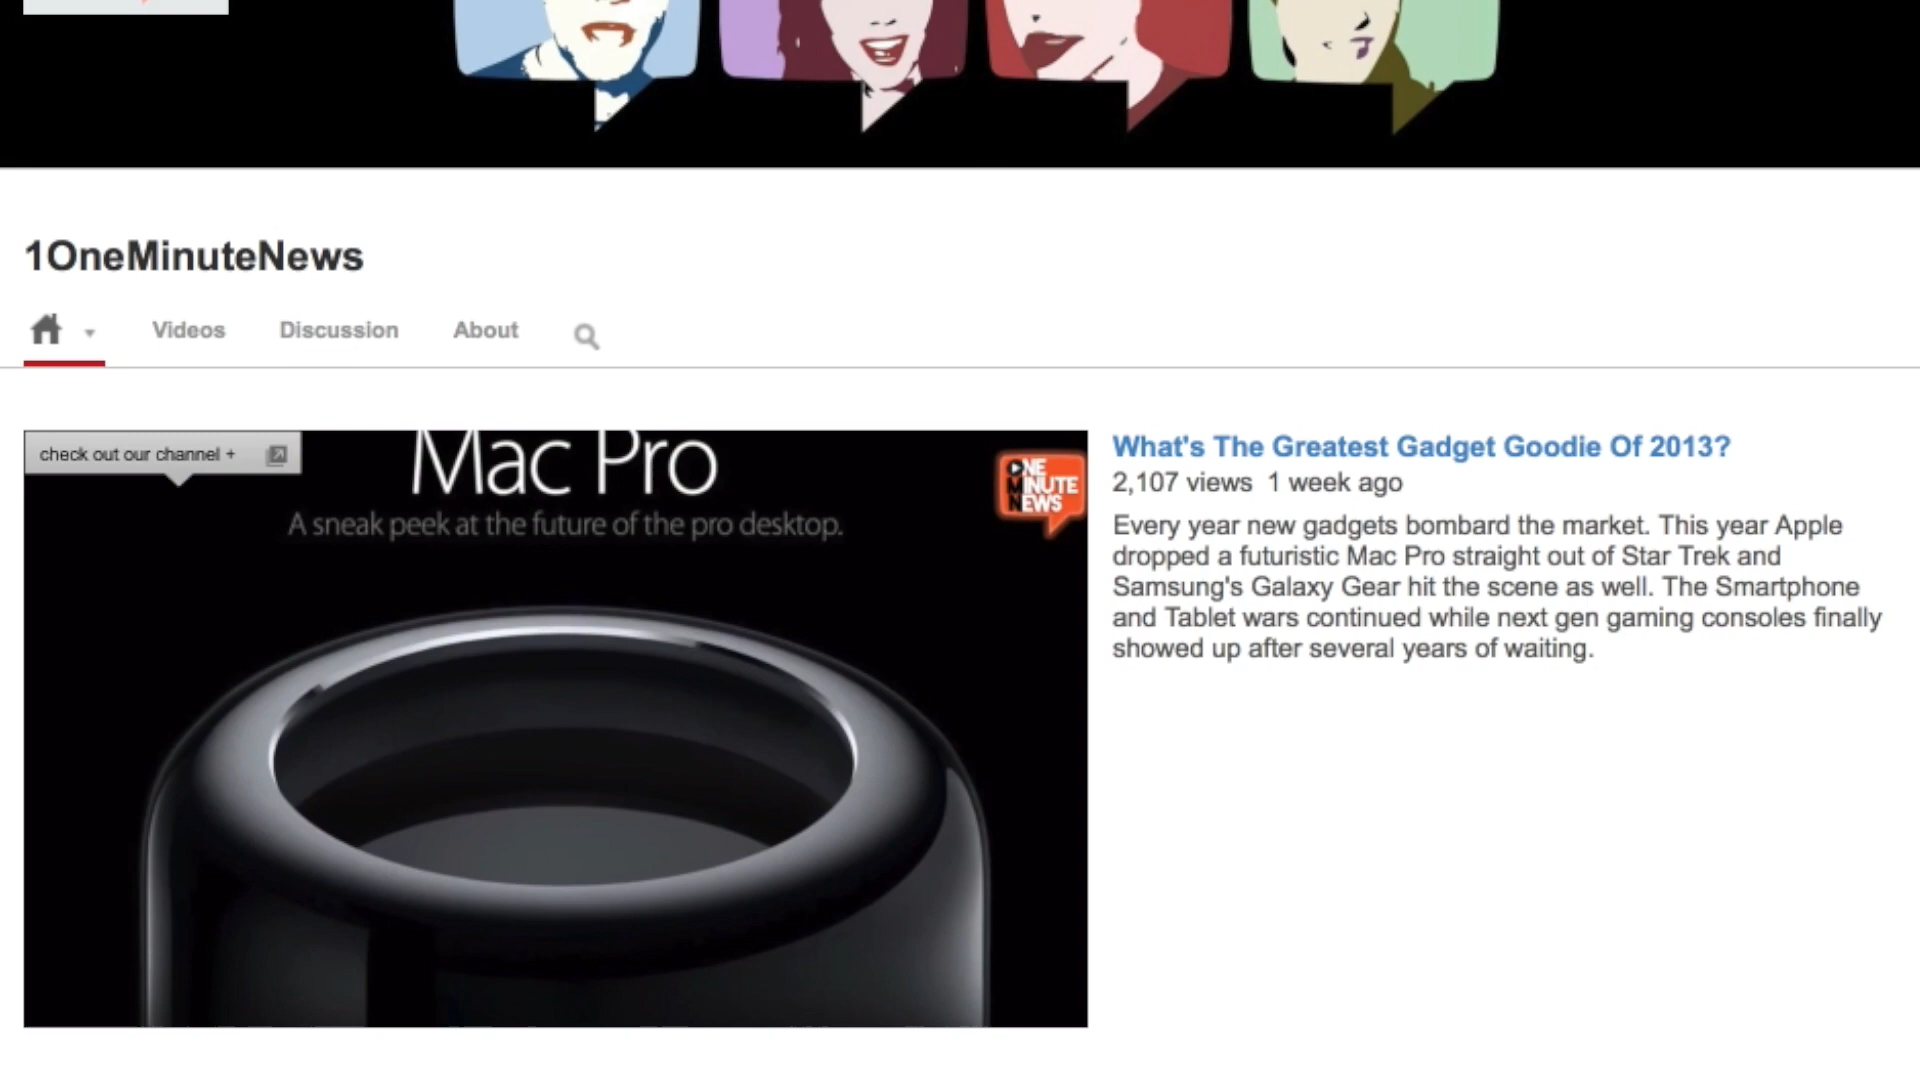 1OneMinuteNews
Videos Discussion About
check out our channel +
Mac Pro
A sneak peek at the future of the pro desktop.
ONE
MINUTE
NEWS
What's The Greatest Gadget Goodie Of 2013?
2,107 views 1 week ago
Every year new gadgets bombard the market. This year Apple
dropped a futuristic Mac Pro straight out of Star Trek and
Samsung's Galaxy Gear hit the scene as well. The Smartphone
and Tablet wars continued while next gen gaming consoles finally
showed up after several years of waiting.